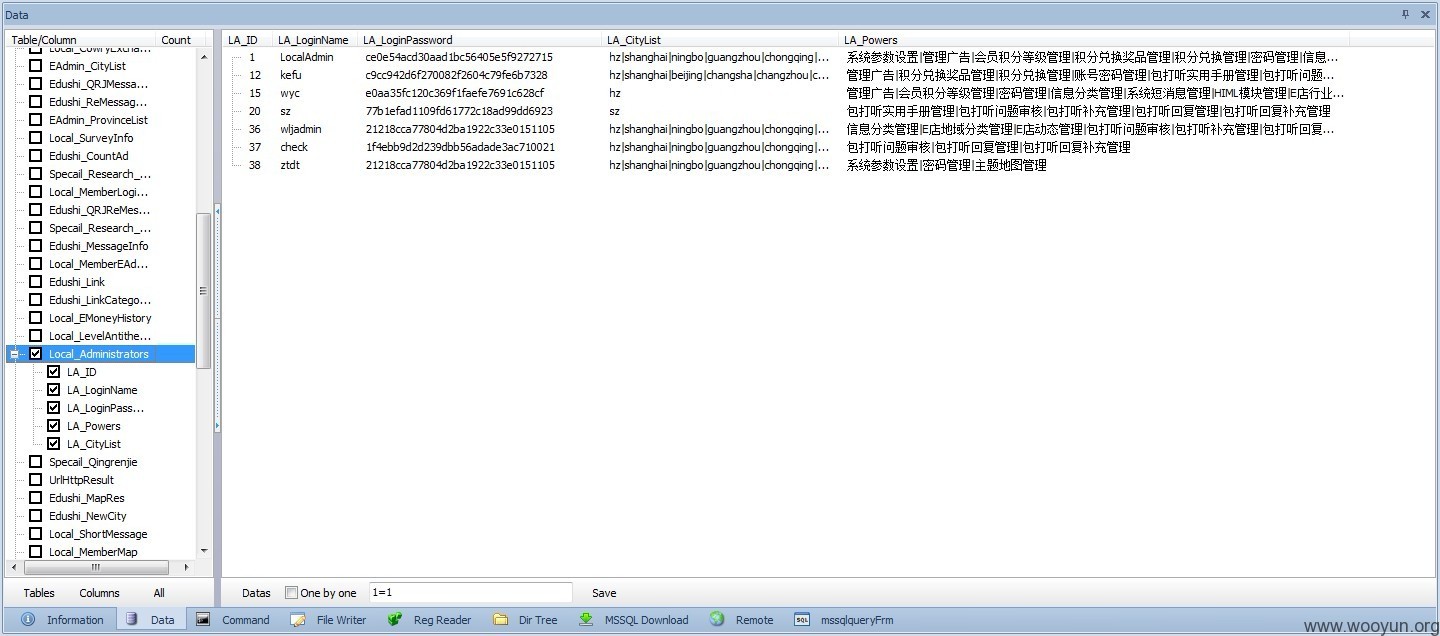 Data
Table/Column Count
Local_CowryExcha...
EAdmin_CityList
Edushi_QRJMessa...
Edushi_ReMessag...
EAdmin_ProvinceList
Local_SurveyInfo
Edushi_CountAd
Specail_Research_...
Local_MemberLogi...
Edushi_QRJReMes...
Specail_Research_...
Edushi_MessageInfo
Local_MemberEAd...
Edushi_Link
Edushi_LinkCatego...
Local_EMoneyHistory
Local_LevelAntithe...
Local_Administrators
LA_ID
LA_LoginName
LA_LoginPass...
LA_Powers
LA_CityList
Specail_Qingrenjie
UrlHttpResult
Edushi_MapRes
Edushi_NewCity
Local_ShortMessage
Local_MemberMap
Tables Columns All
LA_ID LA_LoginName LA_LoginPassword LA_CityList LA_Powers
1 LocalAdmin ce0e54acd30aad1bc56405e5f9272715 hz|shanghai|ningbo|guangzhou|chongqing|... 系统参数设置|管理广告|会员积分等级管理|积分兑换奖品管理|积分兑换管理|密码管理|信息...
12 kefu c9cc942d6f270082f2604c79fe6b7328 hz|shanghai|beijing|changsha|changzhou|c... 管理广告|积分兑换奖品管理|积分兑换管理|账号密码管理|包打听实用手册管理|包打听问题...
15 wyc e0aa35fc120c369f1faefe7691c628cf hz 管理广告|会员积分等级管理|密码管理|信息分类管理|系统短消息管理|HTML模块管理|E店行业...
20 sz 77b1efad1109fd61772c18ad99dd6923 sz 包打听实用手册管理|包打听问题审核|包打听补充管理|包打听回复管理|包打听回复补充管理
36 wljadmin 21218cca77804d2ba1922c33e0151105 hz|shanghai|ningbo|guangzhou|chongqing|... 信息分类管理|E店地域分类管理|E店动态管理|包打听问题审核|包打听补充管理|包打听回复...
37 check 1f4ebb9d2d239dbb56adade3ac710021 hz|shanghai|ningbo|guangzhou|chongqing|... 包打听问题审核|包打听回复管理|包打听回复补充管理
38 ztdt 21218cca77804d2ba1922c33e0151105 hz|shanghai|ningbo|guangzhou|chongqing|... 系统参数设置|密码管理|主题地图管理
Datas One by one 1=1 Save
Information Data Command File Writer Reg Reader Dir Tree MSSQL Download Remote SQL mssqlqueryFrm
www.wooyun.org